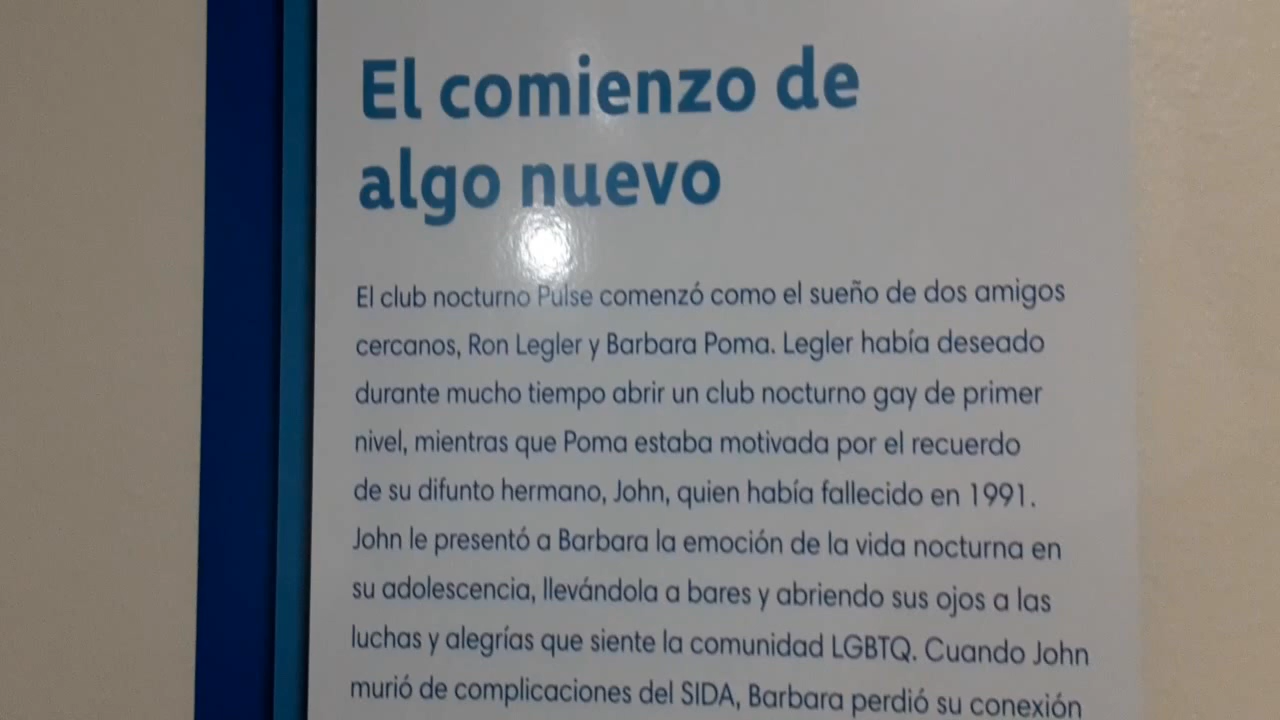 El comienzo de
algo nuevo
El club nocturno Pulse comenzó como el sueño de dos amigos
cercanos, Ron Legler y Barbara Poma. Legler había deseado
durante mucho tiempo abrir un club nocturno gay de primer
nivel, mientras que Poma estaba motivada por el recuerdo
de su difunto hermano, John, quien había fallecido en 1991.
John le presentó a Barbara la emoción de la vida nocturna en
su adolescencia, llevándola a bares y abriendo sus ojos a las
luchas y alegrías que siente la comunidad LGBTQ. Cuando John
murió de complicaciones del SIDA, Barbara perdió su conexión